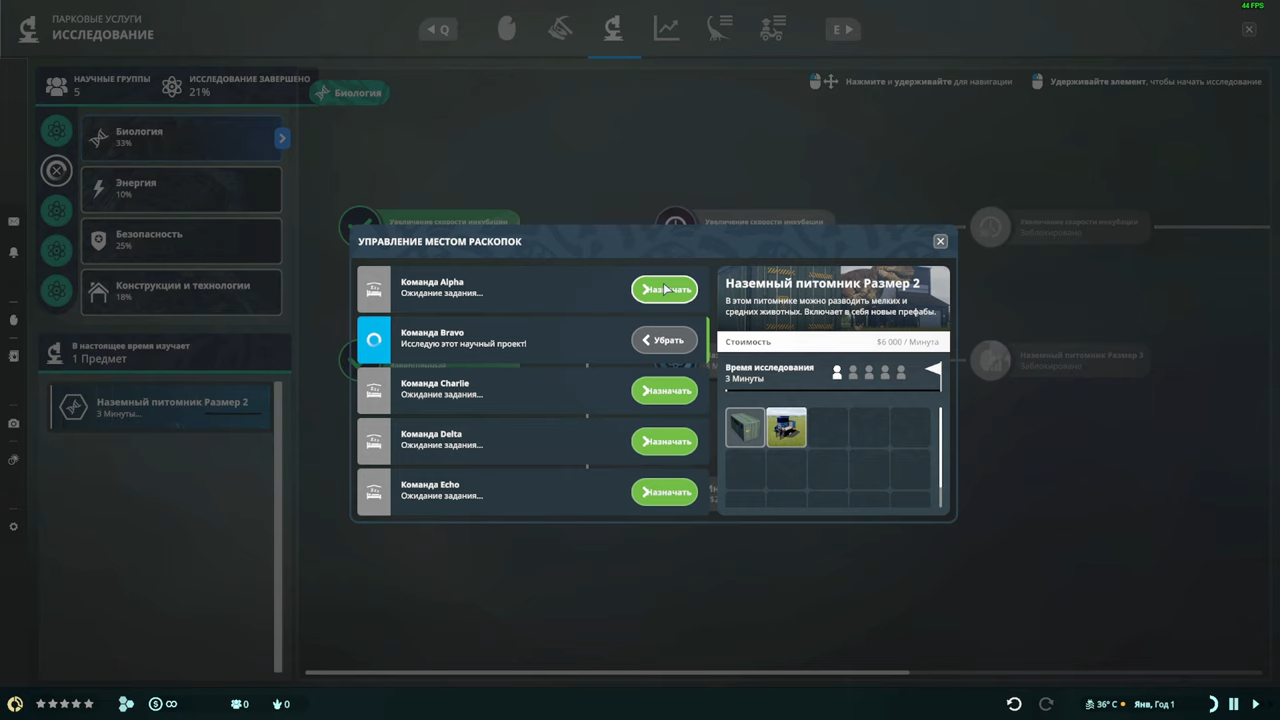 44 FPS
ПАРКОВЫЕ УСЛУГИ
ИССЛЕДОВАНИЕ
Q
E
НАУЧНЫЕ ГРУППЫ
5
ИССЛЕДОВАНИЕ ЗАВЕРШЕНО
21%
Биология
Нажмите и удерживайте для навигации
Удерживайте элемент, чтобы начать исследование
Биология
33%
Энергия
10%
Безопасность
25%
Конструкции и технологии
18%
В настоящее время изучает
1 Предмет
Наземный питомник Размер 2
3 Минуты...
Увеличение скорости инкубации
Увеличение скорости инкубации
Увеличение скорости инкубации
Заблокировано
Наземный питомник Размер 3
Заблокировано
УПРАВЛЕНИЕ МЕСТОМ РАСКОПОК
Команда Alpha
Ожидание задания...
Назначать
Команда Bravo
Исследую этот научный проект!
Убрать
Команда Charlie
Ожидание задания...
Назначать
Команда Delta
Ожидание задания...
Назначать
Команда Echo
Ожидание задания...
Назначать
Наземный питомник Размер 2
В этом питомнике можно разводить мелких и
средних животных. Включает в себя новые префабы.
Стоимость
$6 000 / Минута
Время исследования
3 Минуты
∞
0
0
36° C
Янв, Год 1